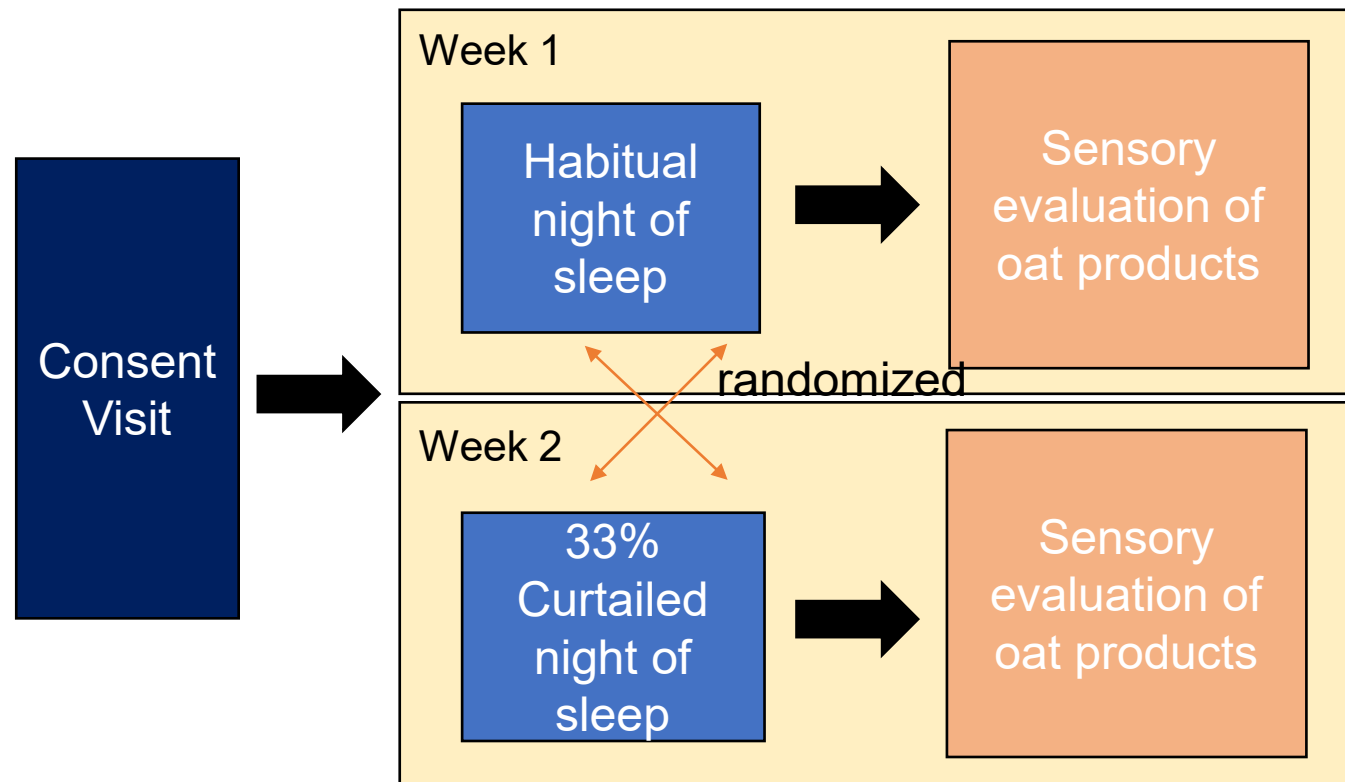 Consent
Visit
Week 1
Habitual
night of
sleep
Sensory
evaluation of
oat products
randomized
Week 2
33%
Curtailed
night of
sleep
Sensory
evaluation of
oat products